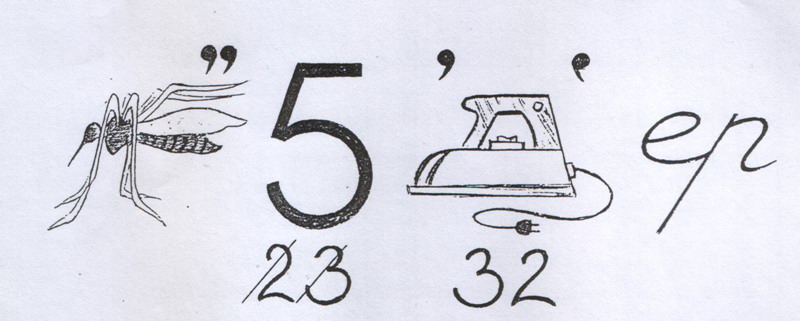 ,, 5 , , ер
23 32